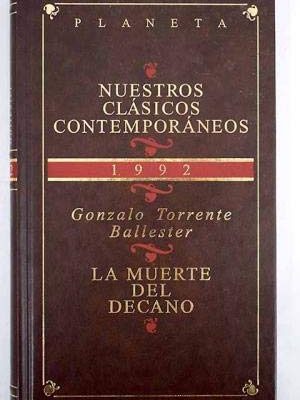 PLANETA
NUESTROS
CLÁSICOS
CONTEMPORÁNEOS
1992
Gonzalo Torrente
Ballester
LA MUERTE
DEL
DECANO